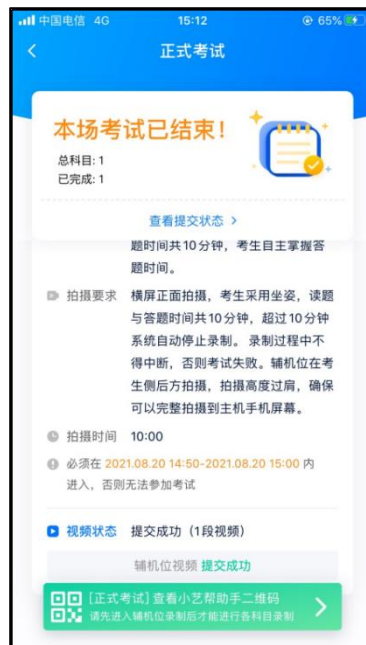 中国电信 4G 15:12 65%
正式考试
本场考试已结束！
总科目: 1
已完成: 1
查看提交状态 >
题时间共10分钟，考生自主掌握答
题时间。
拍摄要求 横屏正面拍摄，考生采用坐姿，读题
与答题时间共10分钟，超过10分钟
系统自动停止录制。 录制过程中不
得中断，否则考试失败。辅机位在考
生侧后方拍摄，拍摄高度过肩，确保
可以完整拍摄到主机手机屏幕。
拍摄时间 10:00
必须在 2021.08.20 14:50-2021.08.20 15:00 内
进入，否则无法参加考试
视频状态 提交成功（1段视频）
辅机位视频 提交成功
[正式考试] 查看小艺帮助手二维码
请先进入辅机位录制后才能进行各科目录制